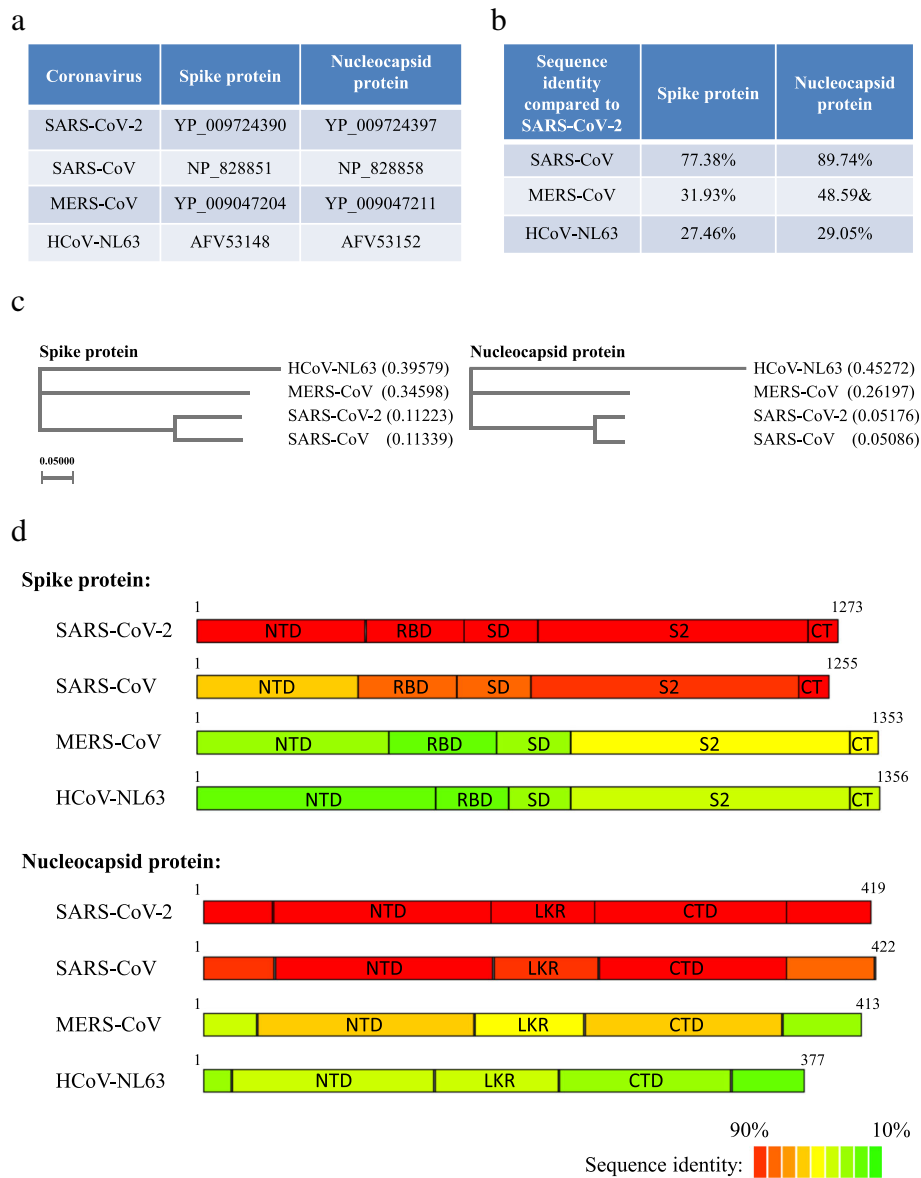 a
Coronavirus Spike protein Nucleocapsid protein
SARS-CoV-2 YP_009724390 YP_009724397
SARS-CoV NP_828851 NP_828858
MERS-CoV YP_009047204 YP_009047211
HCoV-NL63 AFV53148 AFV53152
b
Sequence identity compared to SARS-CoV-2 Spike protein Nucleocapsid protein
SARS-CoV 77.38% 89.74%
MERS-CoV 31.93% 48.59&
HCoV-NL63 27.46% 29.05%
c
Spike protein
HCoV-NL63 (0.39579)
MERS-CoV (0.34598)
SARS-CoV-2 (0.11223)
SARS-CoV (0.11339)
0.05000
Nucleocapsid protein
HCoV-NL63 (0.45272)
MERS-CoV (0.26197)
SARS-CoV-2 (0.05176)
SARS-CoV (0.05086)
d
Spike protein:
1 1273
SARS-CoV-2 NTD RBD SD S2 CT
1 1255
SARS-CoV NTD RBD SD S2 CT
1 1353
MERS-CoV NTD RBD SD S2 CT
1 1356
HCoV-NL63 NTD RBD SD S2 CT
Nucleocapsid protein:
1 419
SARS-CoV-2 NTD LKR CTD
1 422
SARS-CoV NTD LKR CTD
1 413
MERS-CoV NTD LKR CTD
1 377
HCoV-NL63 NTD LKR CTD
90% 10%
Sequence identity: